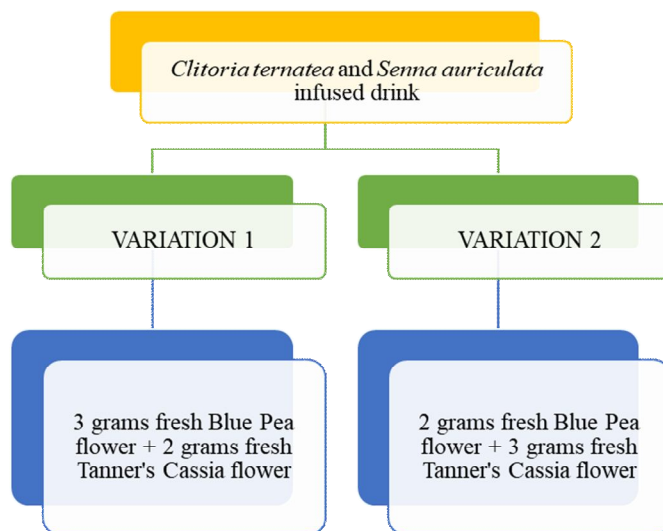 Clitoria ternatea and Senna auriculata
infused drink
VARIATION 1
VARIATION 2
3 grams fresh Blue Pea
flower + 2 grams fresh
Tanner's Cassia flower
2 grams fresh Blue Pea
flower + 3 grams fresh
Tanner's Cassia flower